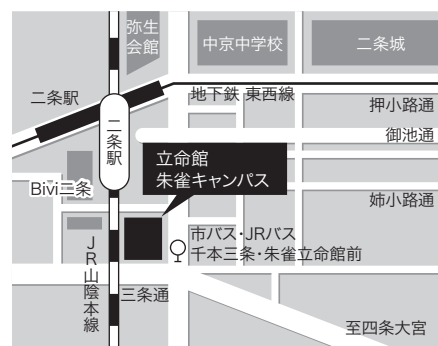 弥生
会館
中京中学校
二条城
二条駅
地下鉄 東西線
押小路通
御池通
二条駅
立命館
朱雀キャンパス
Bivi二条
姉小路通
市バス・JRバス
千本三条・朱雀立命館前
JR山陰本線
三条通
至四条大宮